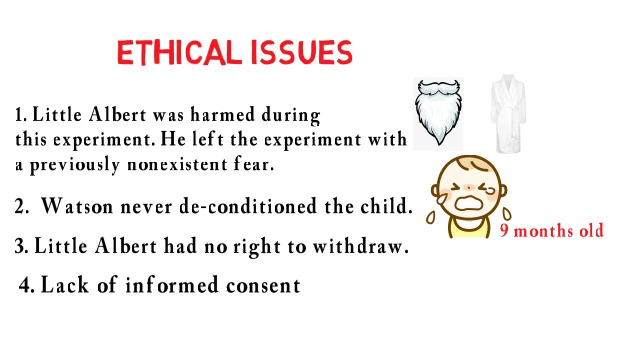 ETHICAL ISSUES
1. Little Albert was harmed during
this experiment. He left the experiment with
a previously nonexistent fear.
2. Watson never de-conditioned the child.
9 months old
3. Little Albert had no right to withdraw.
4. Lack of informed consent